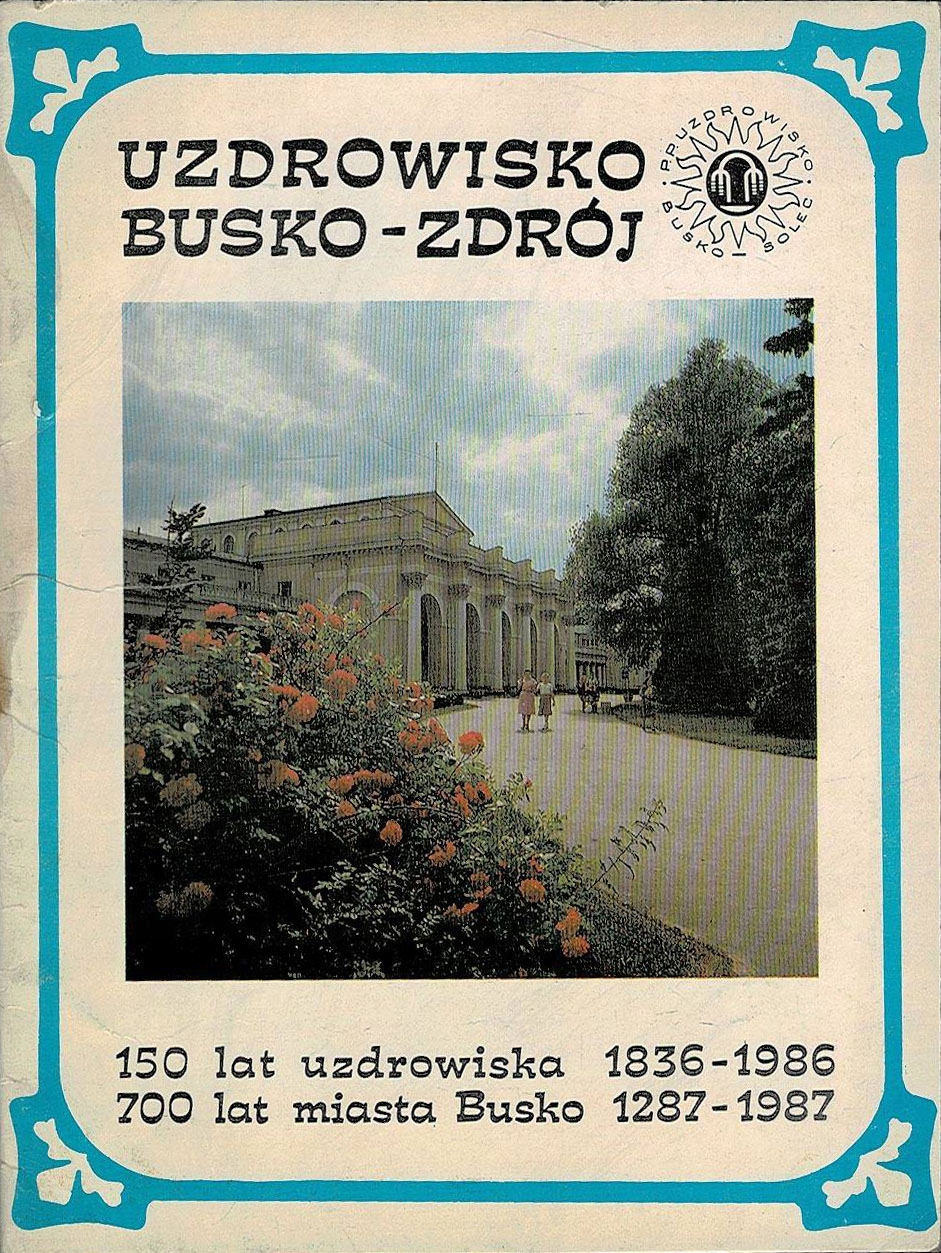 UZDROWISKO
BUSKO-ZDRÓJ
P.P. UZDROWISKO
BUSKO – SOLEC
150 lat uzdrowiska 1836-1986
700 lat miasta Busko 1287-1987